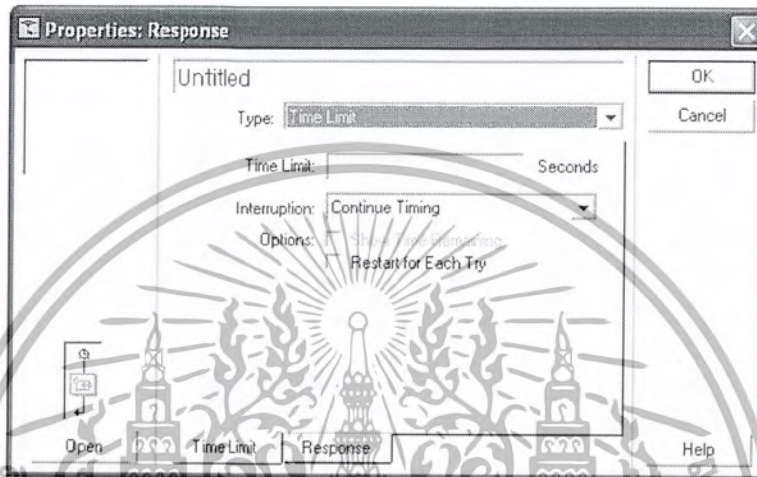 Properties: Response
Untitled
OK
Type: Time Limit
Cancel
Time Limit: Seconds
Interruption: Continue Timing
Options: Show Time Remaining
Restart for Each Try
Open
Time Limit
Response
Help